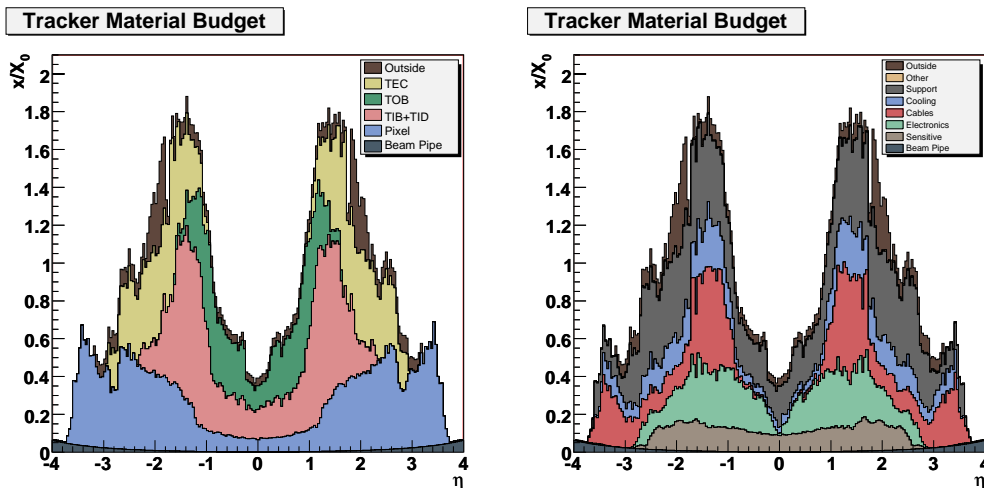 Tracker Material Budget
x/X0
2
1.8
1.6
1.4
1.2
1
0.8
0.6
0.4
0.2
0
-4 -3 -2 -1 0 1 2 3 4
η
Outside
TEC
TOB
TIB+TID
Pixel
Beam Pipe
Tracker Material Budget
x/X0
2
1.8
1.6
1.4
1.2
1
0.8
0.6
0.4
0.2
0
-4 -3 -2 -1 0 1 2 3 4
η
Outside
Other
Support
Cooling
Cables
Electronics
Sensitive
Beam Pipe